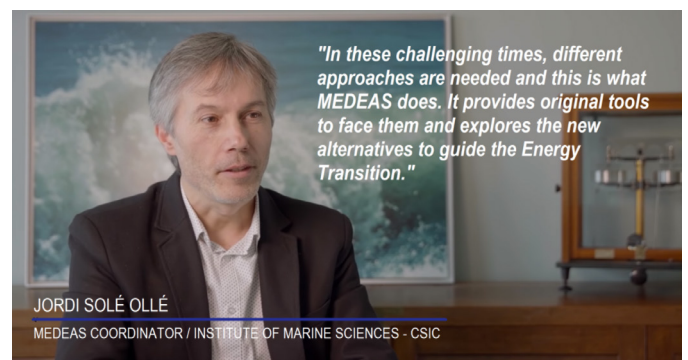 "In these challenging times, different
approaches are needed and this is what
MEDEAS does. It provides original tools
to face them and explores the new
alternatives to guide the Energy
Transition."
JORDI SOLÉ OLLÉ
MEDEAS COORDINATOR / INSTITUTE OF MARINE SCIENCES - CSIC